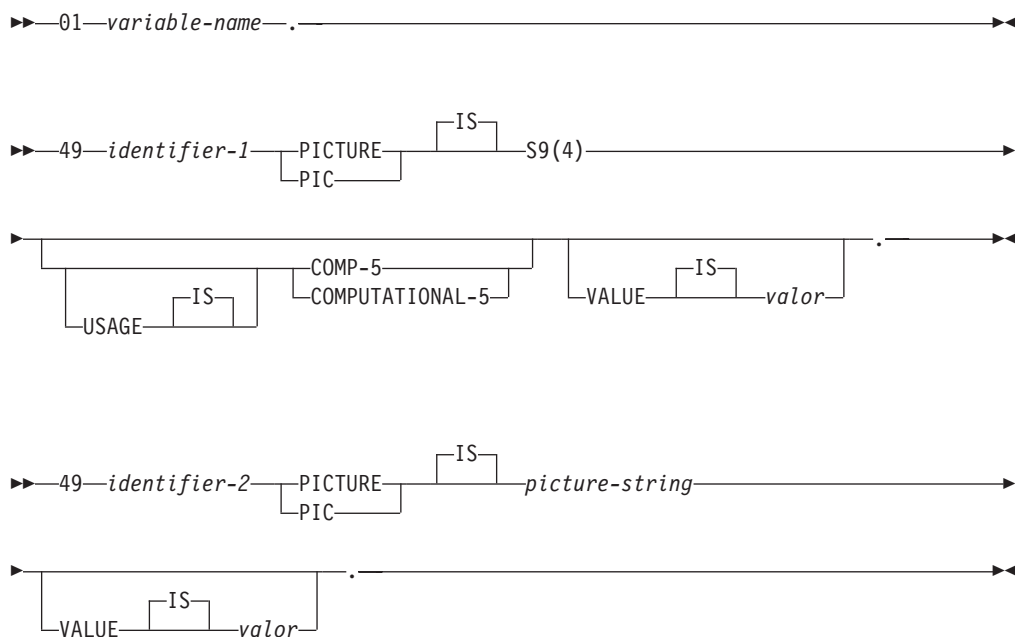 01 variable-name .
IS
49 identifier-1 PICTURE S9(4)
PIC
.
COMP-5
IS IS
COMPUTATIONAL-5 VALUE valor
USAGE
IS
49 identifier-2 PICTURE picture-string
PIC
.
IS
VALUE valor